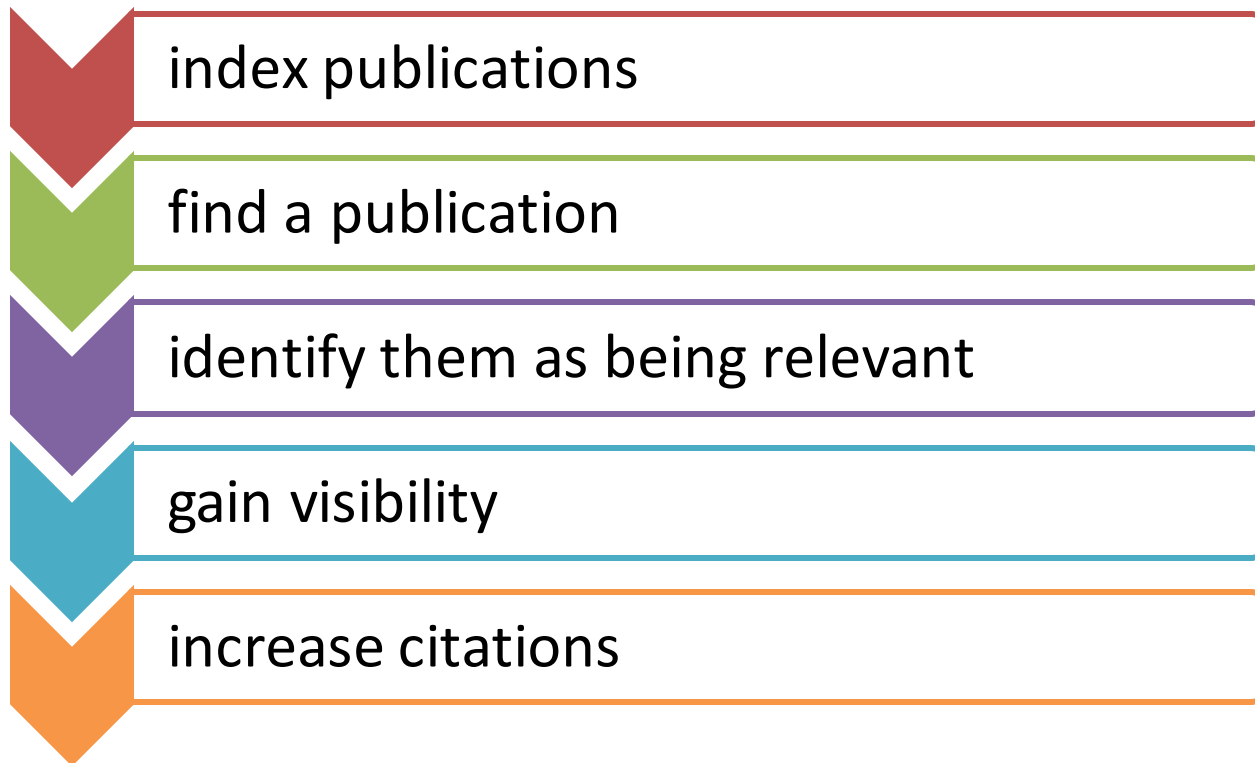 index publications
find a publication
identify them as being relevant
gain visibility
increase citations